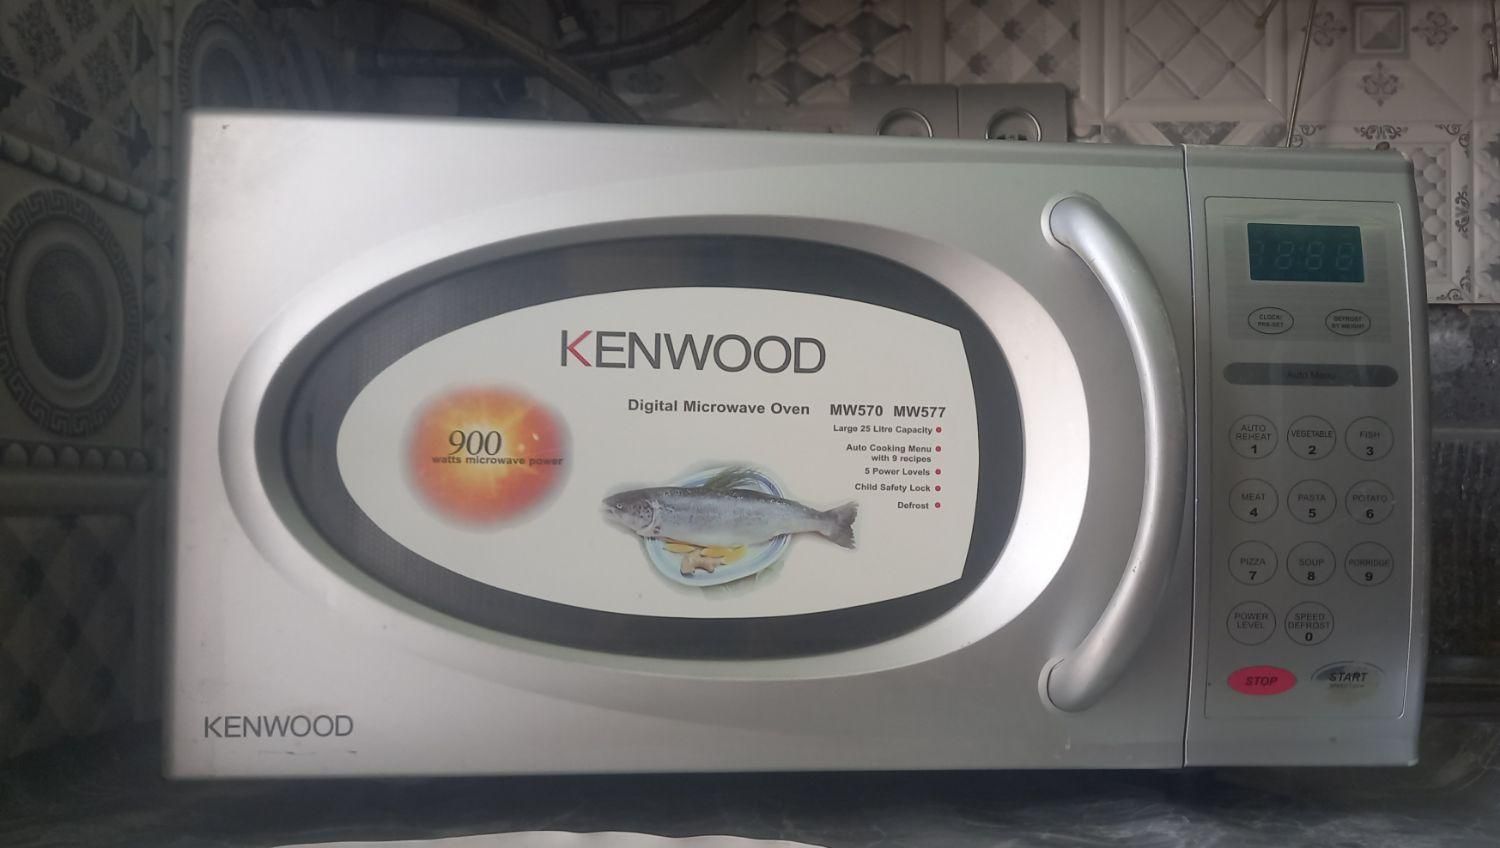 KENWOOD
Digital Microwave Oven MW570 MW577
Large 25 Litre Capacity
Auto Cooking Menu
with 9 recipes
5 Power Levels
Child Safety Lock
Defrost
900
watts microwave power
KENWOOD
18:88
CLOCK/
PRE-SET
DEFROST
BY WEIGHT
Auto Menu
AUTO
REHEAT
1
VEGETABLE
2
FISH
3
MEAT
4
PASTA
5
POTATO
6
PIZZA
7
SOUP
8
PORRIDGE
9
POWER
LEVEL
SPEED
DEFROST
0
STOP
START